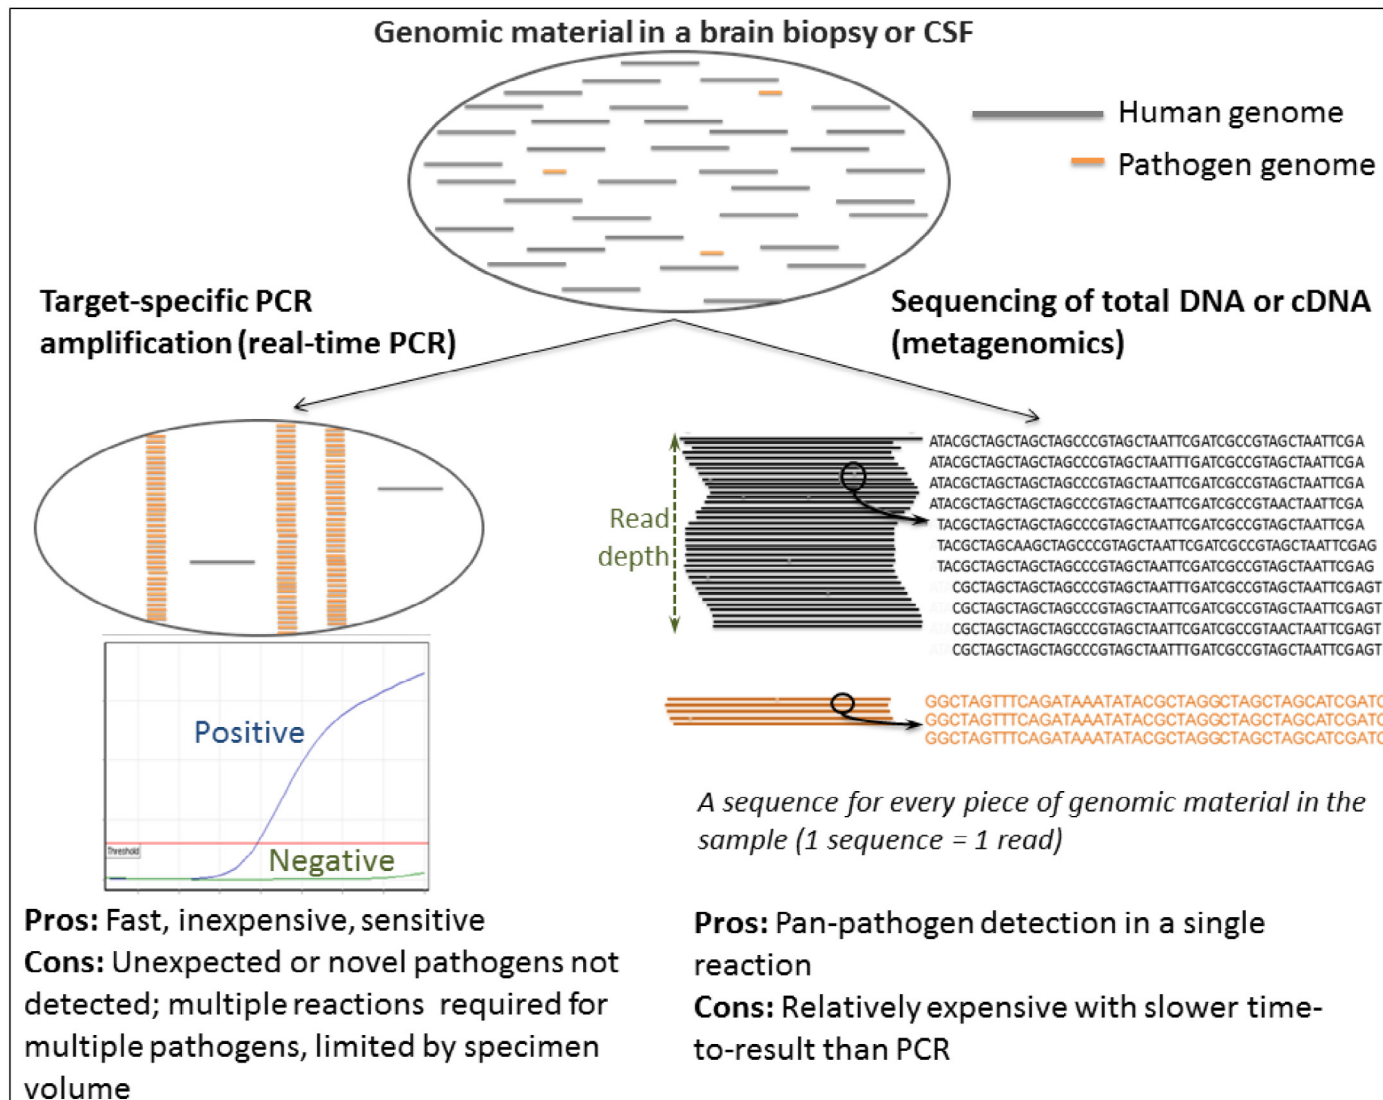 Genomic material in a brain biopsy or CSF
Human genome
Pathogen genome
Target-specific PCR
amplification (real-time PCR)
Sequencing of total DNA or cDNA
(metagenomics)
Read
depth
ATACGCTAGCTAGCTAGCCCGTAGCTAATTCGATCGCCGTAGCTAATTCGA
ATACGCTAGCTAGCTAGCCCGTAGCTAATTTGATCGCCGTAGCTAATTCGA
ATACGCTAGCTAGCTAGCCCGTAGCTAATTCGATCGCCGTAGCTAATTCGA
ATACGCTAGCTAGCTAGCCCGTAGCTAATTCGATCGCCGTAACTAATTCGA
TACGCTAGCTAGCTAGCCCGTAGCTAATTCGATCGCCGTAGCTAATTCGA
TACGCTAGCAAGCTAGCCCGTAGCTAATTCGATCGCCGTAGCTAATTCGAG
TACGCTAGCTAGCTAGCCCGTAGCTAATTCGATCGCCGTAGCTAATTCGAG
CGCTAGCTAGCTAGCCCGTAGCTAATTTGATCGCCGTAGCTAATTCGAGT
CGCTAGCTAGCTAGCCCGTAGCTAATTCGATCGCCGTAGCTAATTCGAGT
CGCTAGCTAGCTAGCCCGTAGCTAATTCGATCGCCGTAACTAATTCGAGT
CGCTAGCTAGCTAGCCCGTAGCTAATTTGATCGCCGTAGCTAATTCGAGT
GGCTAGTTTCAGATAAATATACGCTAGGCTAGCTAGCATCGATC
GGCTAGTTTCAGATAAATATACGCTAGGCTAGCTAGCATCGATC
GGCTAGTTTCAGATAAATATACGCTAGGCTAGCTAGCATCGATC
Positive
Threshold
Negative
A sequence for every piece of genomic material in the
sample (1 sequence = 1 read)
Pros: Fast, inexpensive, sensitive
Cons: Unexpected or novel pathogens not
detected; multiple reactions required for
multiple pathogens, limited by specimen
volume
Pros: Pan-pathogen detection in a single
reaction
Cons: Relatively expensive with slower time-
to-result than PCR